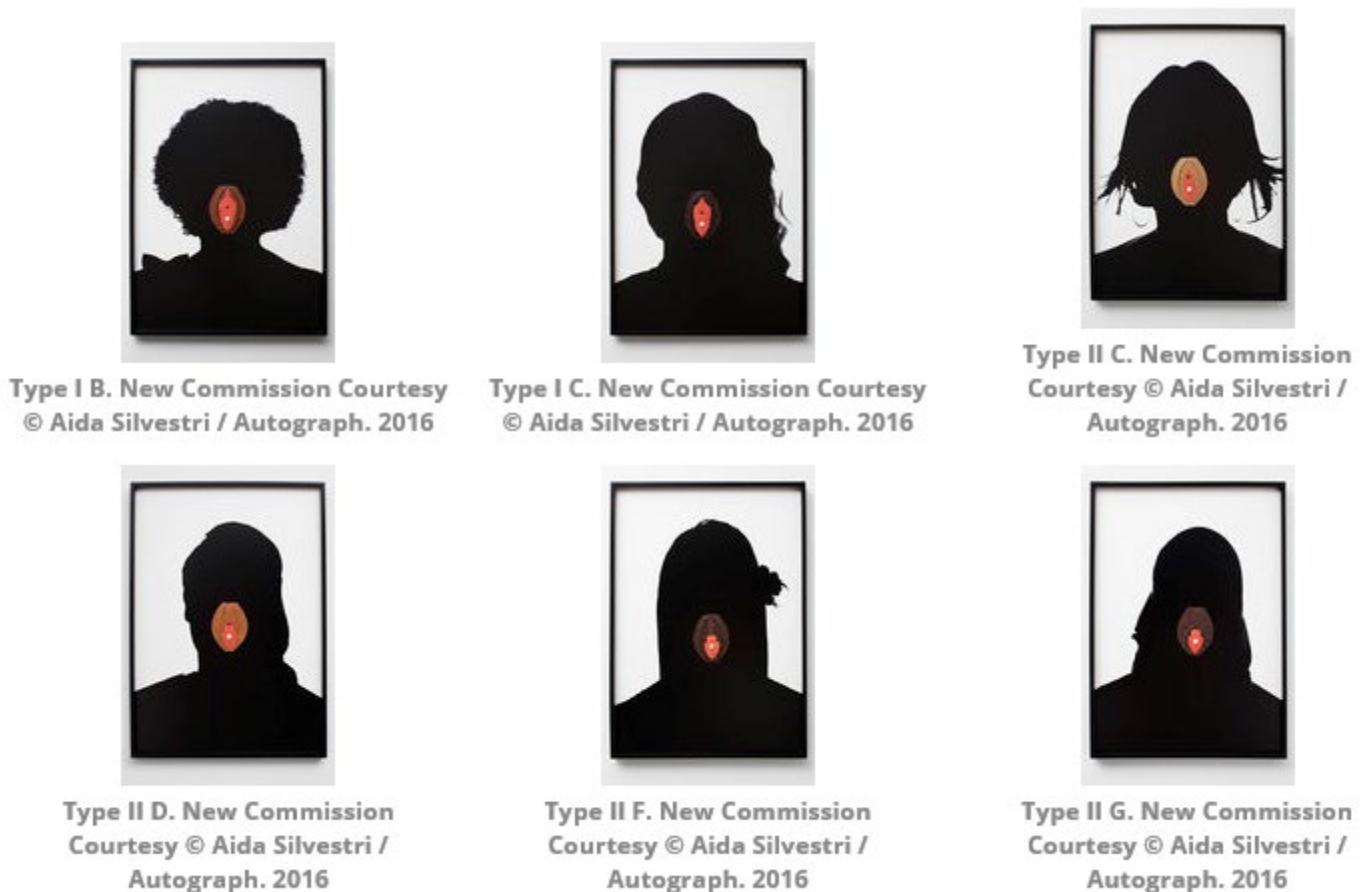 Type I B. New Commission Courtesy
© Aida Silvestri / Autograph. 2016
Type I C. New Commission Courtesy
© Aida Silvestri / Autograph. 2016
Type II C. New Commission
Courtesy © Aida Silvestri /
Autograph. 2016
Type II D. New Commission
Courtesy © Aida Silvestri /
Autograph. 2016
Type II F. New Commission
Courtesy © Aida Silvestri /
Autograph. 2016
Type II G. New Commission
Courtesy © Aida Silvestri /
Autograph. 2016